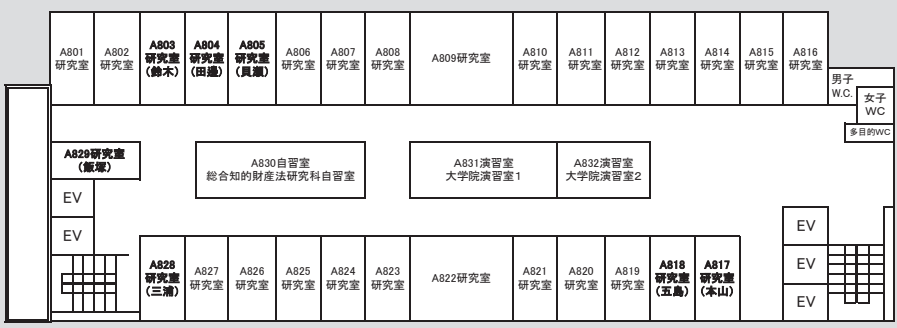 A801
研究室
A802
研究室
A803
研究室
(鈴木)
A804
研究室
(田邉)
A805
研究室
(貝瀬)
A806
研究室
A807
研究室
A808
研究室
A809研究室
A810
研究室
A811
研究室
A812
研究室
A813
研究室
A814
研究室
A815
研究室
A816
研究室
男子
W.C.
女子
WC
多目的WC
A829研究室
(飯塚)
A830自習室
総合知的財産法研究科自習室
A831演習室
大学院演習室1
A832演習室
大学院演習室2
EV
EV
EV
EV
EV
A828
研究室
(三浦)
A827
研究室
A826
研究室
A825
研究室
A824
研究室
A823
研究室
A822研究室
A821
研究室
A820
研究室
A819
研究室
A818
研究室
(五島)
A817
研究室
(本山)